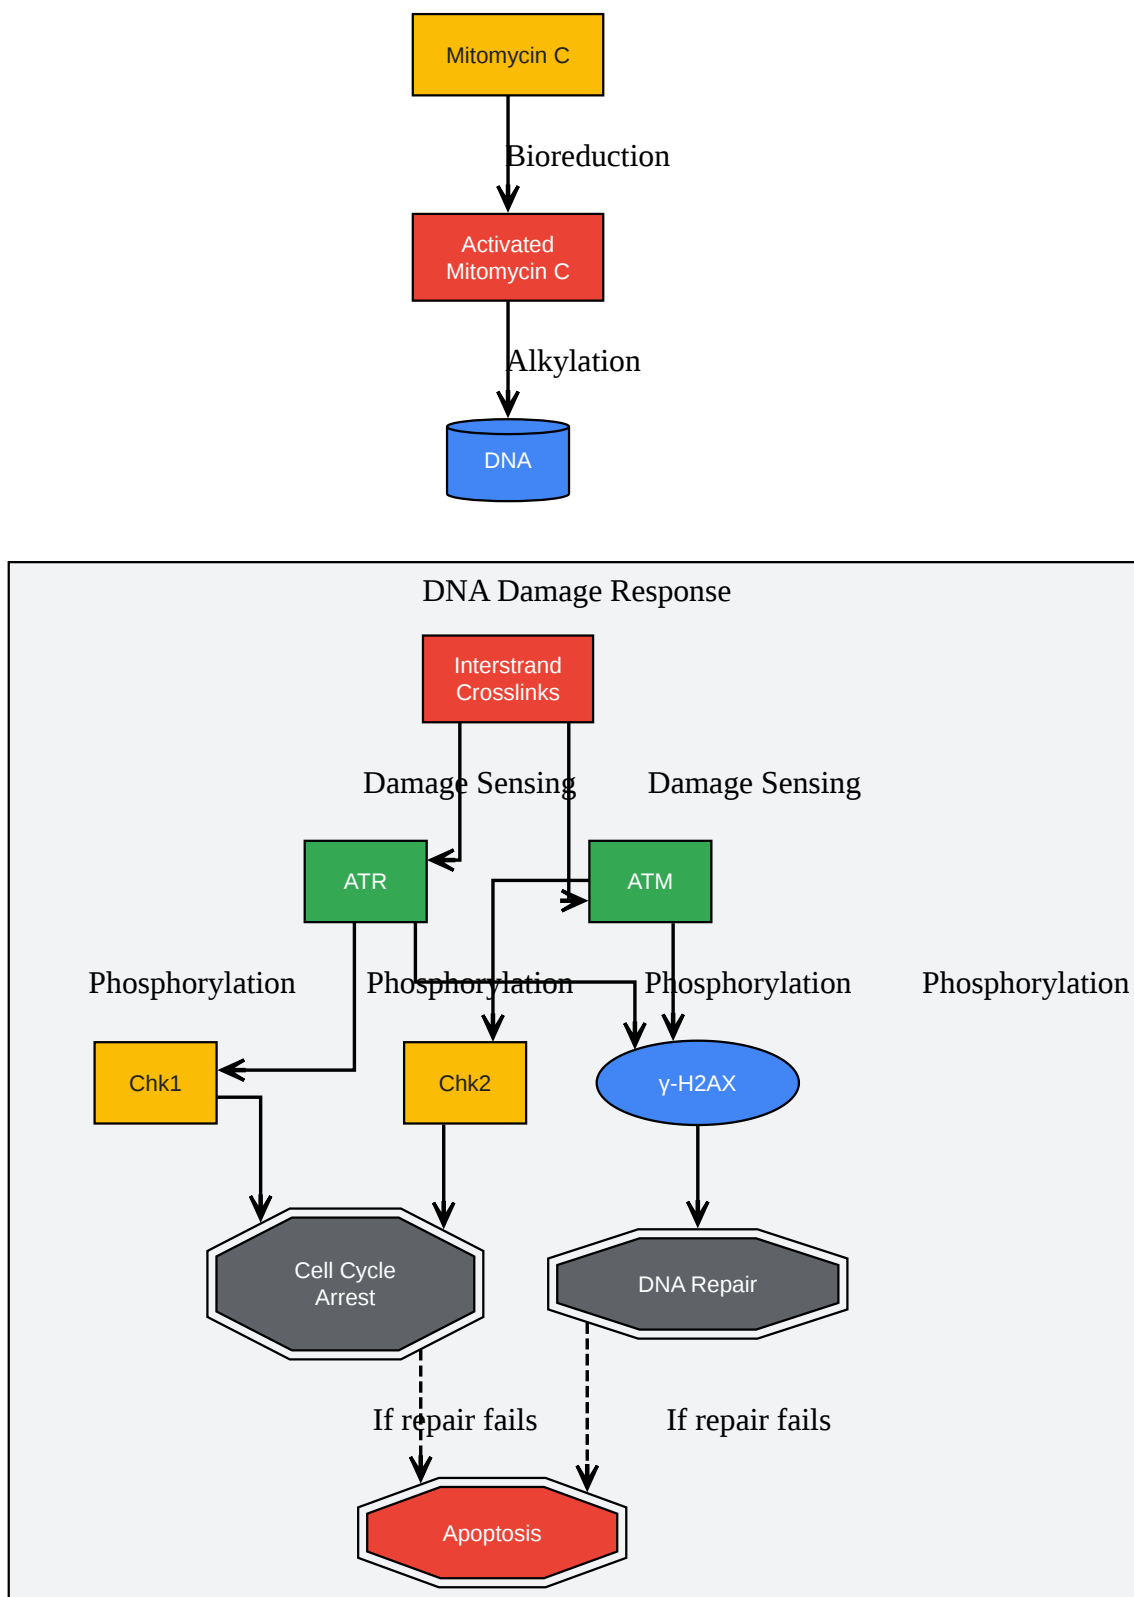 Mitomycin C
Bioreduction
Activated
Mitomycin C
Alkylation
DNA
DNA Damage Response
Interstrand
Crosslinks
Damage Sensing
Damage Sensing
ATR
ATM
Phosphorylation
Phosphorylation
Phosphorylation
Phosphorylation
Chk1
Chk2
γ-H2AX
Cell Cycle
Arrest
DNA Repair
If repair fails
If repair fails
Apoptosis